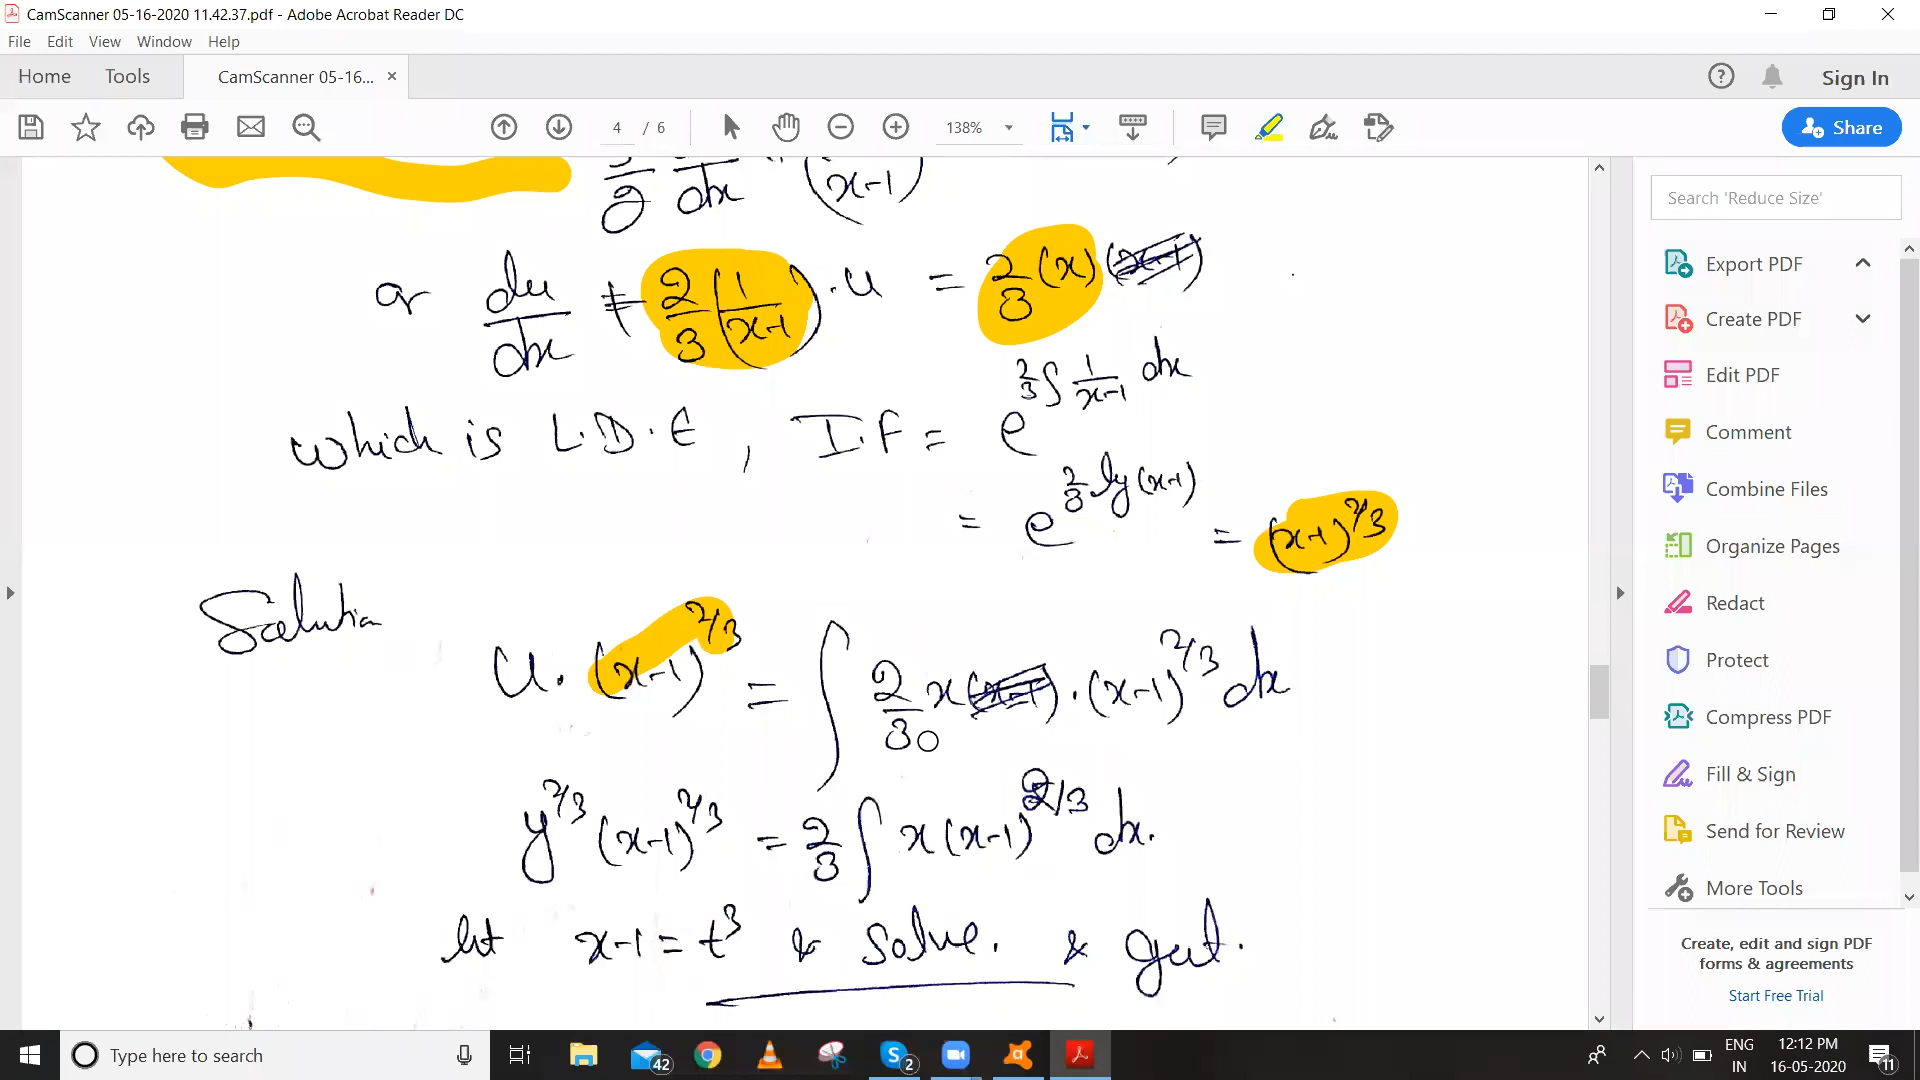 CamScanner 05-16-2020 11.42.37.pdf - Adobe Acrobat Reader DC
File Edit View Window Help
Home Tools CamScanner 05-16... × Sign In
4 / 6 138% Share
dx (x-1)
or du/dx + 2/3 (1/x-1) . u = 2/3 (x)
which is L.D.E, I.F = e^(2/3 ∫ 1/x-1 dx)
= e^(2/3 log(x-1)) = (x-1)^2/3
Solution
u. (x-1)^2/3 = ∫ 2/3 x . (x-1)^2/3 dx
y^2/3 (x-1)^2/3 = 2/3 ∫ x (x-1)^2/3 dx.
let x-1 = t^3 & solve. & get.
Search 'Reduce Size'
Export PDF
Create PDF
Edit PDF
Comment
Combine Files
Organize Pages
Redact
Protect
Compress PDF
Fill & Sign
Send for Review
More Tools
Create, edit and sign PDF
forms & agreements
Start Free Trial
Type here to search 42 2 ENG 12:12 PM
IN 16-05-2020 11